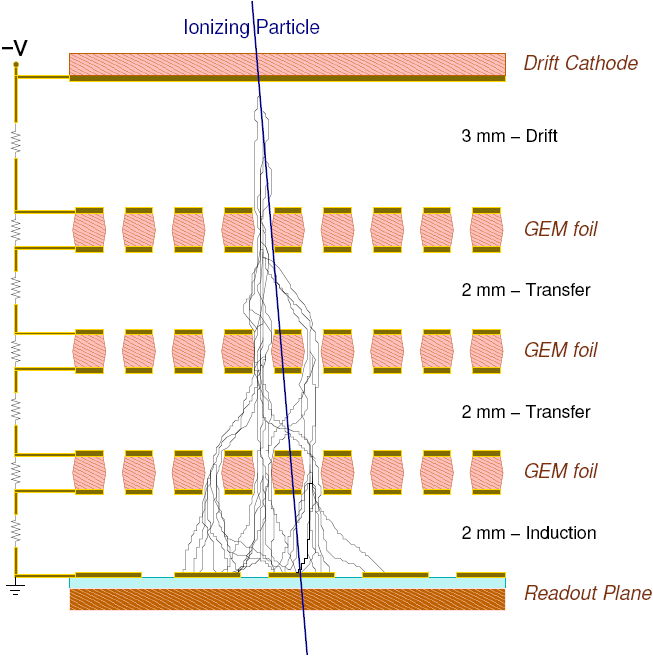 Ionizing Particle
–V
Drift Cathode
3 mm – Drift
GEM foil
2 mm – Transfer
GEM foil
2 mm – Transfer
GEM foil
2 mm – Induction
Readout Plane